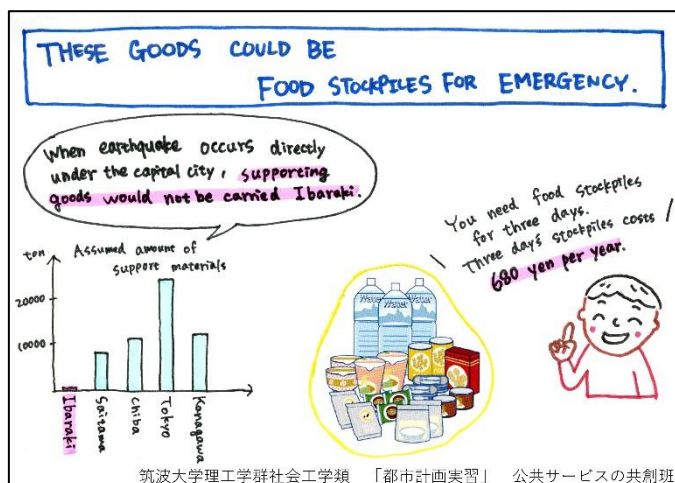 THESE GOODS COULD BE
FOOD STOCKPILES FOR EMERGENCY.
When earthquake occurs directly
under the capital city, supporting
goods would not be carried Ibaraki.
You need food stockpiles
for three days.
Three day's stockpiles costs
680 yen per year.
ton
Assumed amount of
support materials
20000
10000
Ibaraki
Saitama
Chiba
Tokyo
Kanagawa
Water
Water
Water
筑波大学理工学群社会工学類 「都市計画実習」 公共サービスの共創班